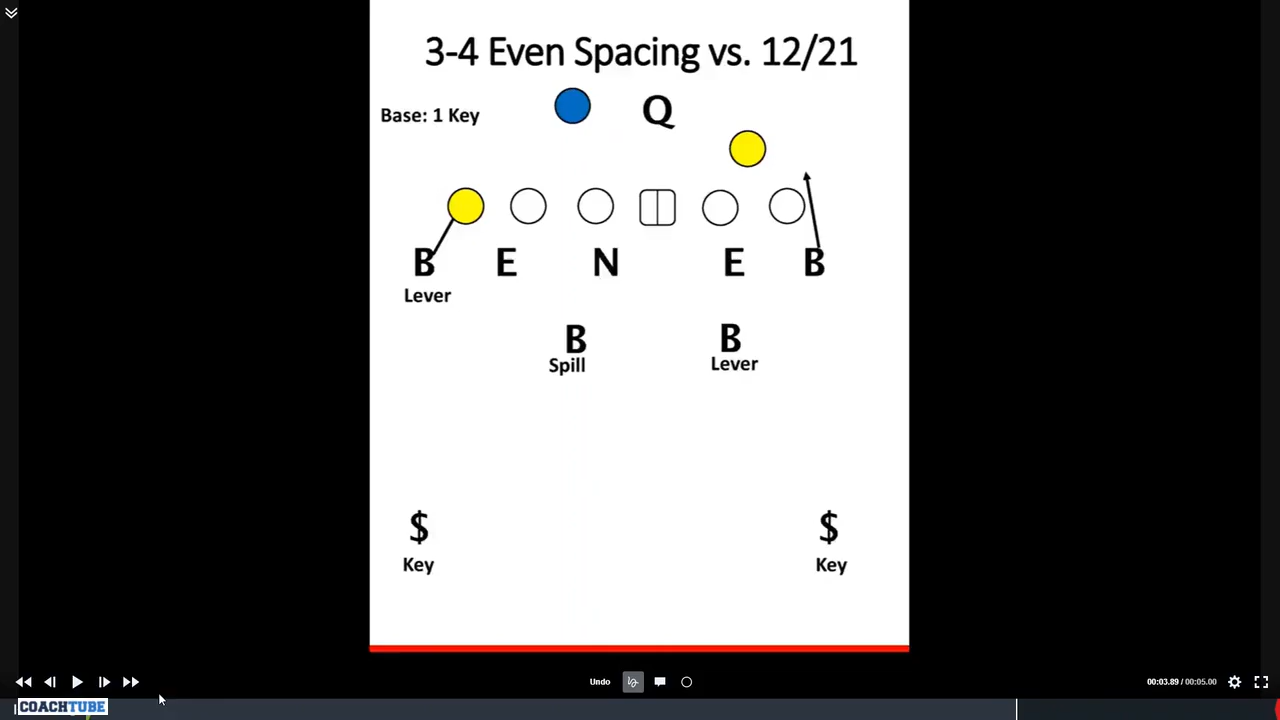 3-4 Even Spacing vs. 12/21
Base: 1 Key
Q
B E N E B
Lever
B B
Spill Lever
$ $
Key Key
Undo
00:03.89 / 00:05.00
COACHTUBE